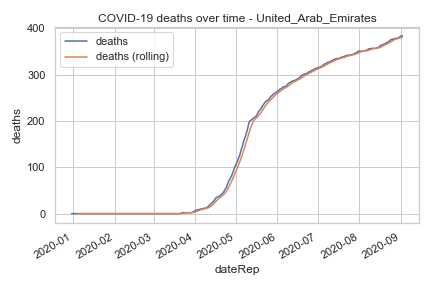 COVID-19 deaths over time - United_Arab_Emirates
deaths
deaths (rolling)
400
300
200
100
0
deaths
2020-01
2020-02
2020-03
2020-04
2020-05
2020-06
2020-07
2020-08
2020-09
dateRep